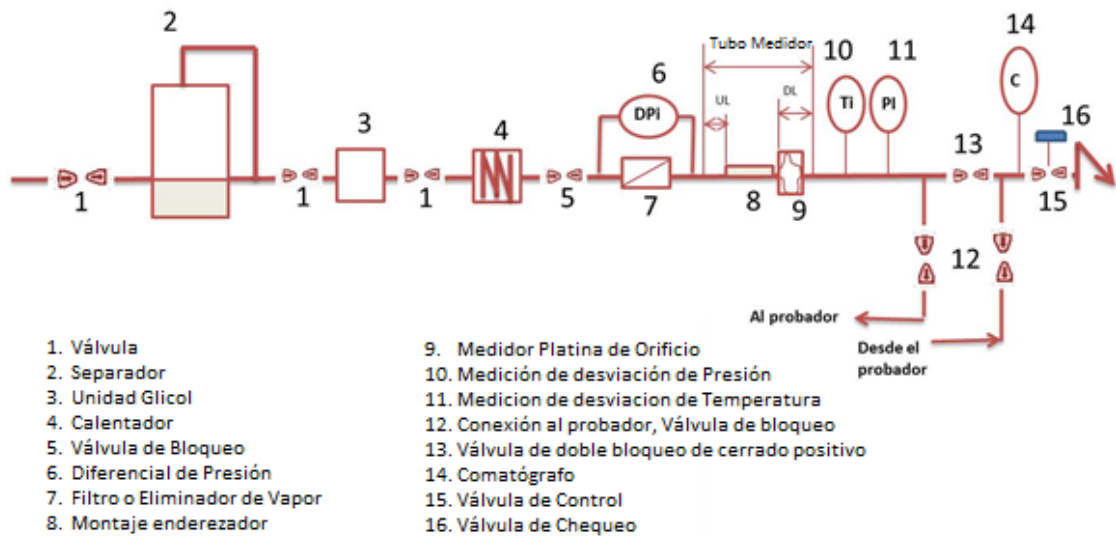 2
14
Tubo Medidor
10
11
6
UL
DL
C
3
4
DPi
Ti
PI
16
13
1
1
1
5
7
8
9
15
12
Al probador
Desde el
probador
1. Válvula
2. Separador
3. Unidad Glicol
4. Calentador
5. Válvula de Bloqueo
6. Diferencial de Presión
7. Filtro o Eliminador de Vapor
8. Montaje enderezador
9. Medidor Platina de Orificio
10. Medición de desviación de Presión
11. Medicion de desviacion de Temperatura
12. Conexión al probador, Válvula de bloqueo
13. Válvula de doble bloqueo de cerrado positivo
14. Comatógrafo
15. Válvula de Control
16. Válvula de Chequeo